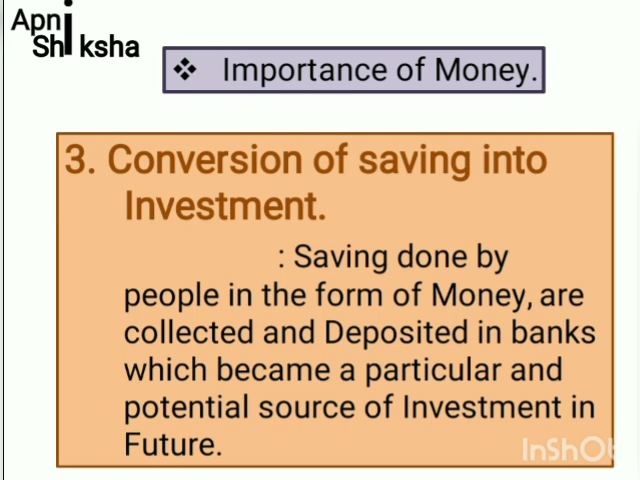 Apni
Shiksha
❖ Importance of Money.
3. Conversion of saving into
Investment.
: Saving done by
people in the form of Money, are
collected and Deposited in banks
which became a particular and
potential source of Investment in
Future.
InShOt